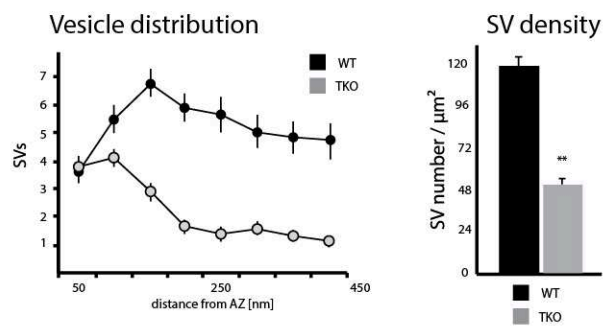 Vesicle distribution
7
6
5
4
3
2
1
SVs
WT
TKO
50
250
450
distance from AZ [nm]
SV density
120
96
72
48
24
0
SV number / µm²
**
WT
TKO